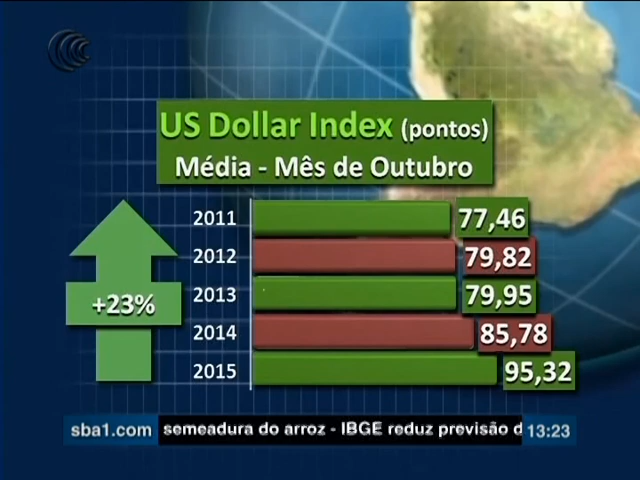 US Dollar Index (pontos)
Média - Mês de Outubro
2011 77,46
2012 79,82
+23%
2013 79,95
2014 85,78
2015 95,32
sba1.com semeadura do arroz - IBGE reduz previsão d 13:23